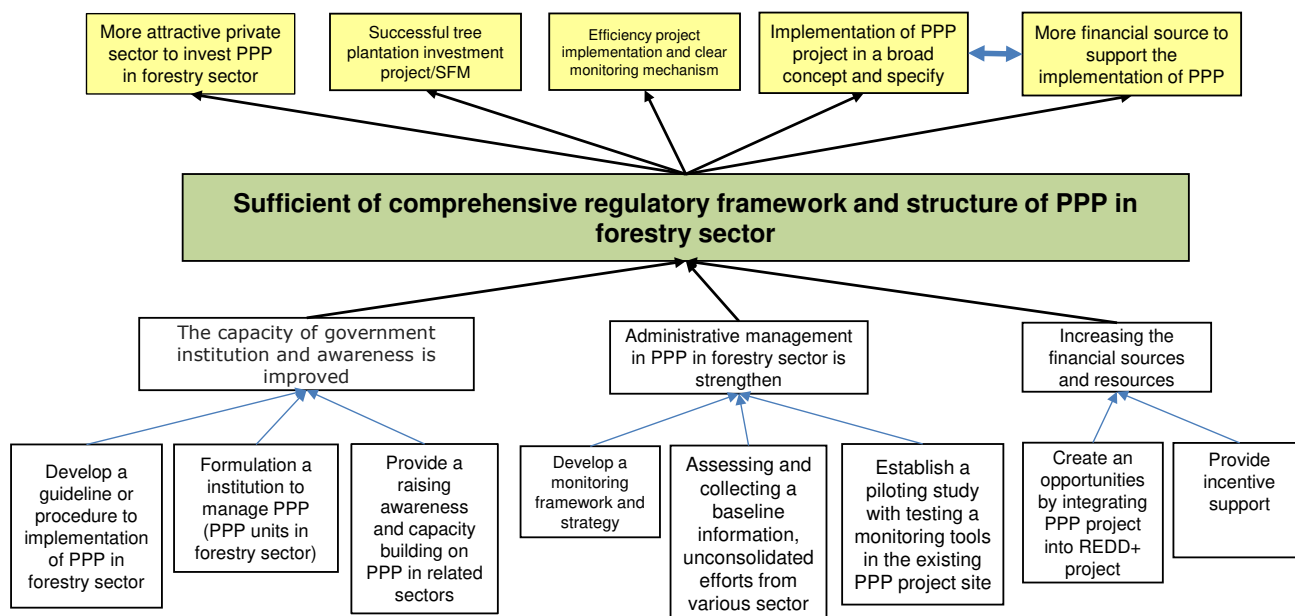 More attractive private
sector to invest PPP
in forestry sector
Successful tree
plantation investment
project/SFM
Efficiency project
implementation and clear
monitoring mechanism
Implementation of PPP
project in a broad
concept and specify
More financial source to
support the
implementation of PPP
Sufficient of comprehensive regulatory framework and structure of PPP in
forestry sector
The capacity of government
institution and awareness is
improved
Administrative management
in PPP in forestry sector is
strengthen
Increasing the
financial sources
and resources
Develop a
guideline or
procedure to
implementation
of PPP in
forestry sector
Formulation a
institution to
manage PPP
(PPP units in
forestry sector)
Provide a
raising
awareness
and capacity
building on
PPP in related
sectors
Develop a
monitoring
framework and
strategy
Assessing and
collecting a
baseline
information,
unconsolidated
efforts from
various sector
Establish a
piloting study
with testing a
monitoring tools
in the existing
PPP project site
Create an
opportunities
by integrating
PPP project
into REDD+
project
Provide
incentive
support